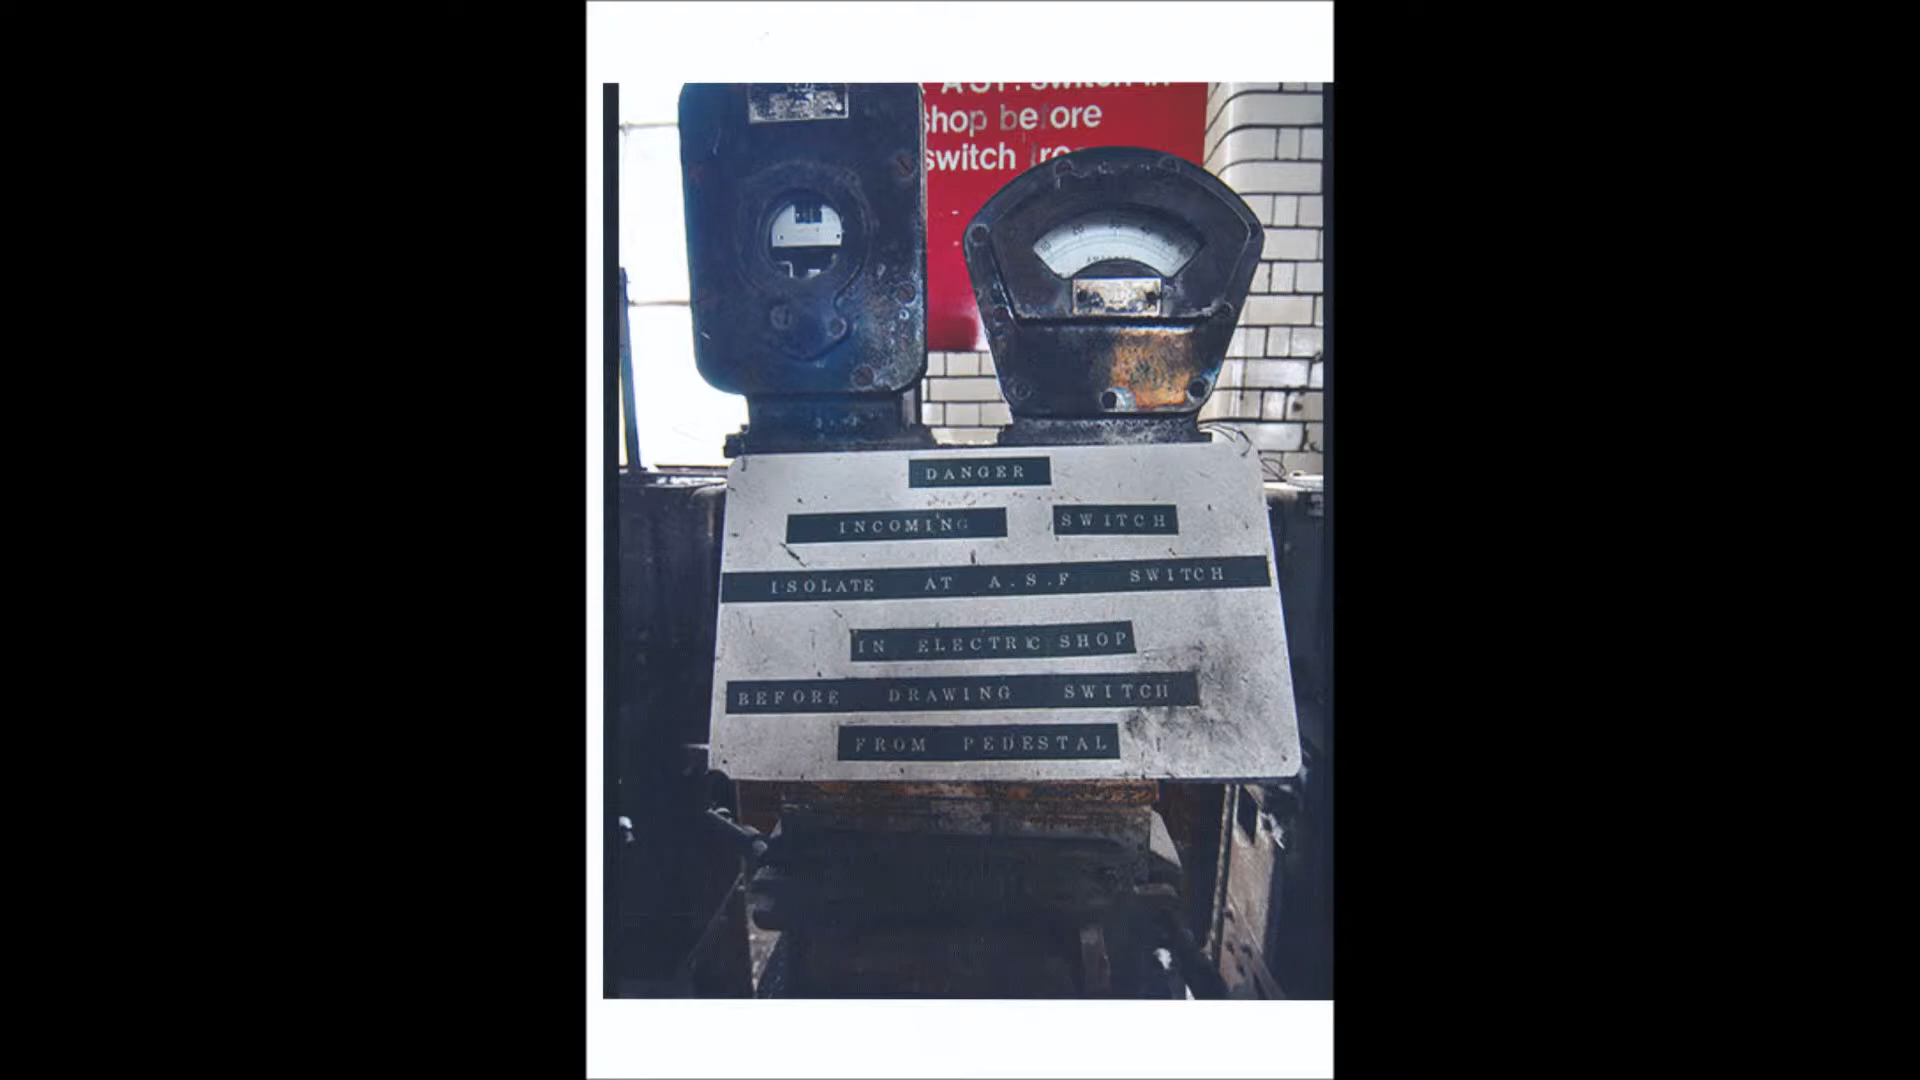 shop before
switch
DANGER
INCOMING SWITCH
ISOLATE AT A.S.F SWITCH
IN ELECTRIC SHOP
BEFORE DRAWING SWITCH
FROM PEDESTAL